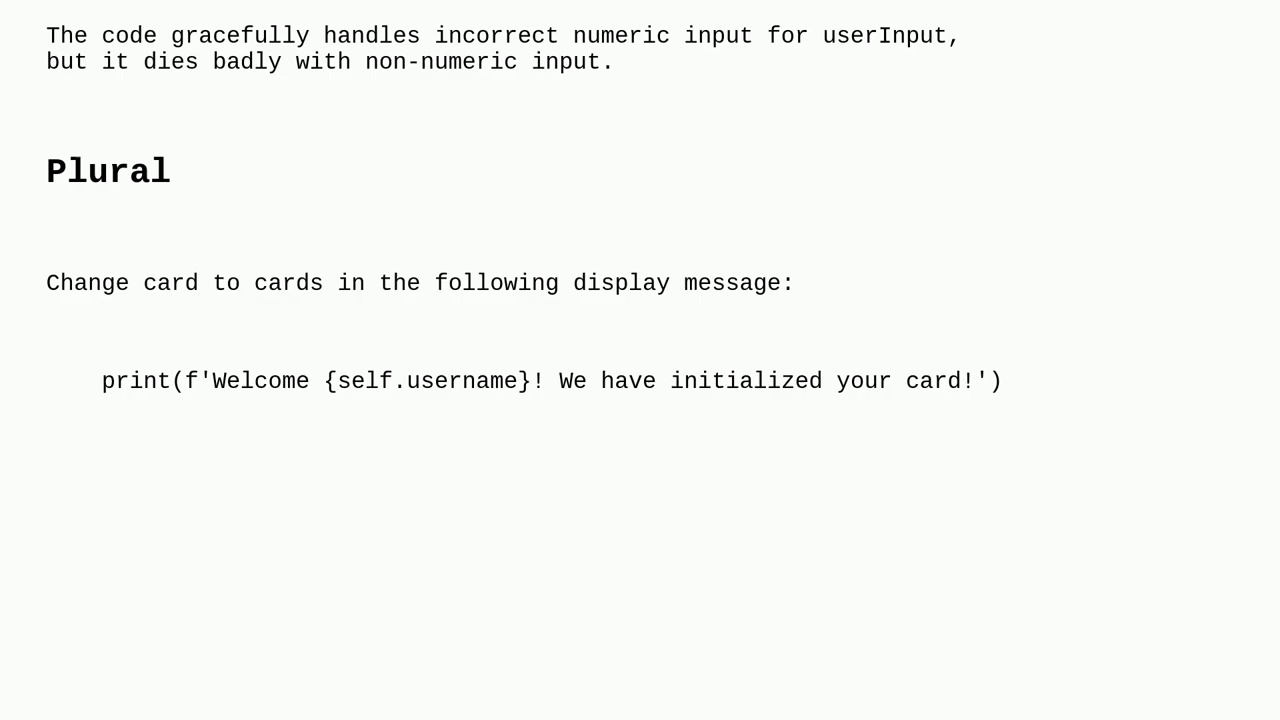 The code gracefully handles incorrect numeric input for userInput,
but it dies badly with non-numeric input.
Plural
Change card to cards in the following display message:
print(f'Welcome {self.username}! We have initialized your card!')